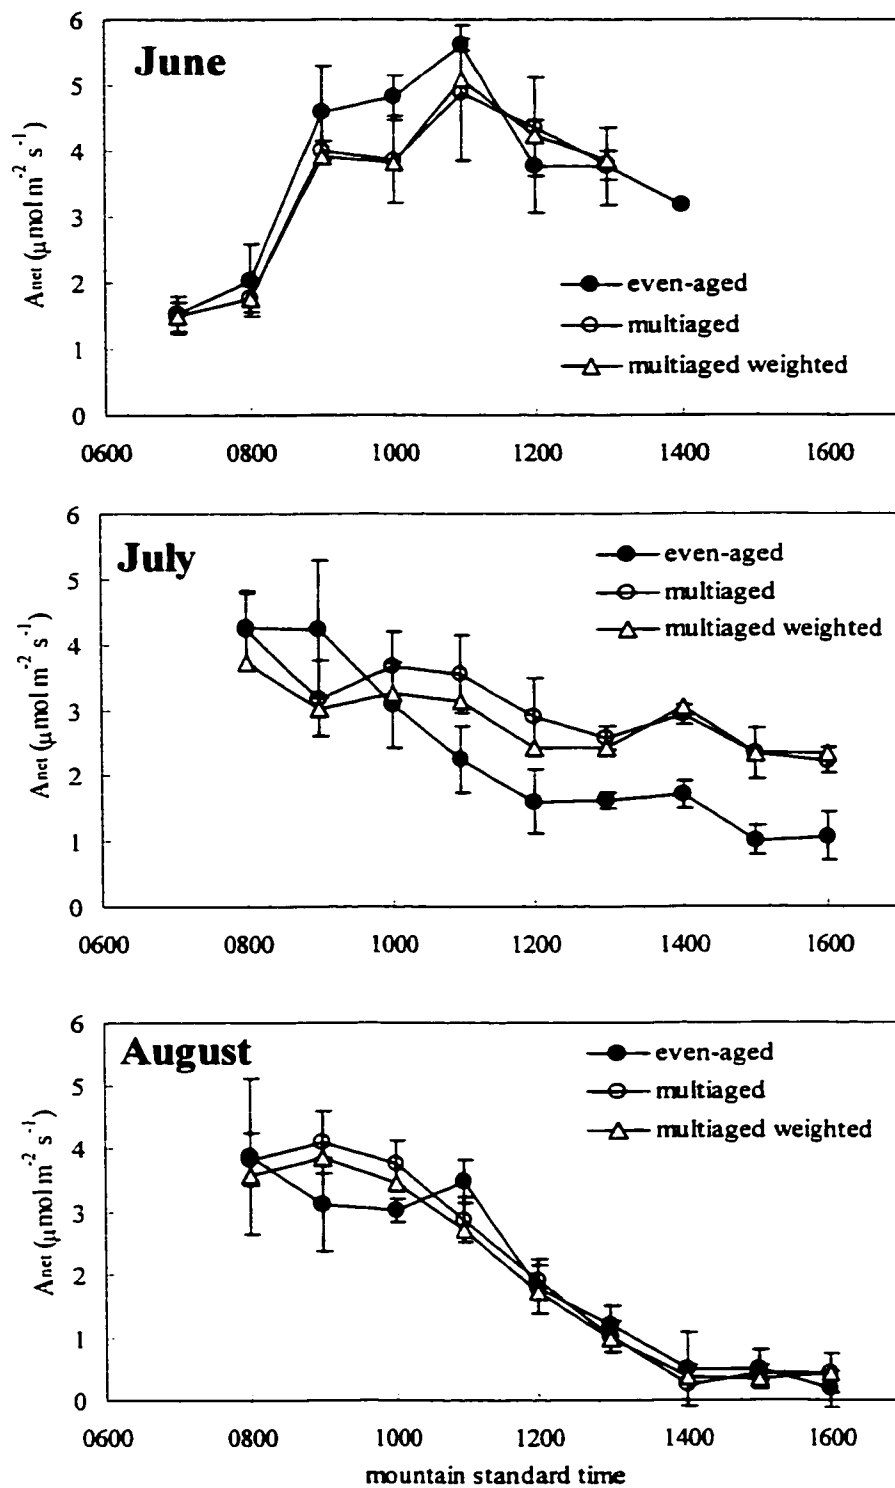 6
June
5
4
3
2
1
0
Anet (μmol m⁻² s⁻¹)
even-aged
multiaged
multiaged weighted
0600 0800 1000 1200 1400 1600
6
July
5
4
3
2
1
0
Anet (μmol m⁻² s⁻¹)
even-aged
multiaged
multiaged weighted
0600 0800 1000 1200 1400 1600
6
August
5
4
3
2
1
0
Anet (μmol m⁻² s⁻¹)
even-aged
multiaged
multiaged weighted
0600 0800 1000 1200 1400 1600
mountain standard time